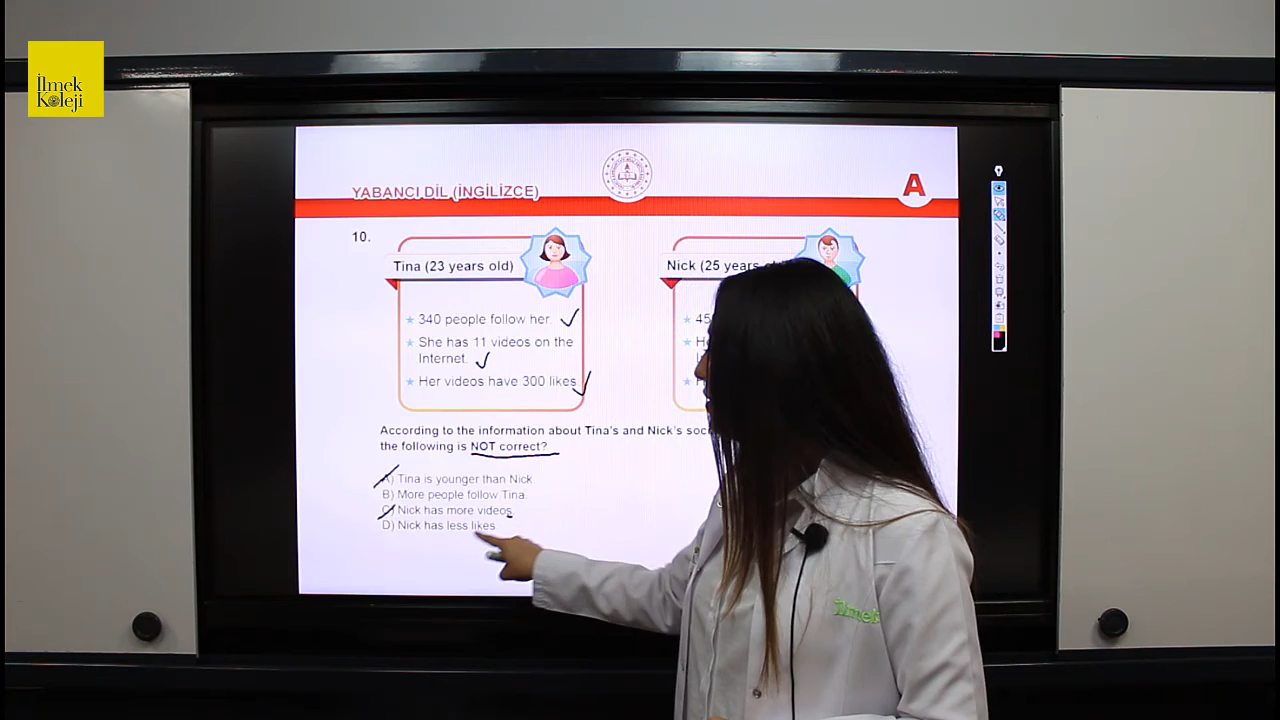 İlmek
Koleji
YABANCI DİL (İNGİLİZCE)
A
10.
Tina (23 years old)
340 people follow her.
She has 11 videos on the
Internet.
Her videos have 300 likes.
Nick (25 years
According to the information about Tina's and Nick's
the following is NOT correct?
A) Tina is younger than Nick
B) More people follow Tina.
C) Nick has more videos
D) Nick has less likes
İlmek